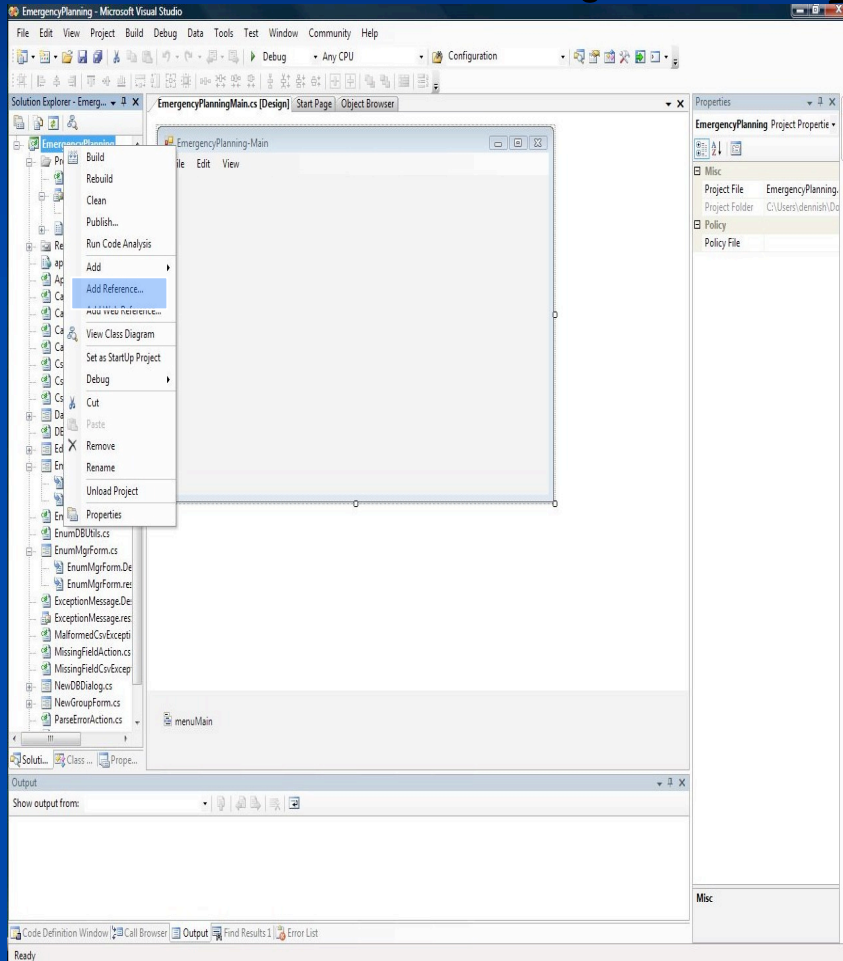 EmergencyPlanning - Microsoft Visual Studio
File Edit View Project Build Debug Data Tools Test Window Community Help
Debug Any CPU Configuration
Solution Explorer - Emerg...
EmergencyPlanningMain.cs [Design] Start Page Object Browser
EmergencyPlanning
EmergencyPlanning-Main
Edit View
Build
Rebuild
Clean
Publish...
Run Code Analysis
Add
Add Reference...
Add Web Reference...
View Class Diagram
Set as StartUp Project
Debug
Cut
Paste
Remove
Rename
Unload Project
Properties
EnumDBUtils.cs
EnumMgrForm.cs
EnumMgrForm.De
EnumMgrForm.res
ExceptionMessage.De
ExceptionMessage.res
MalformedCsvExcepti
MissingFieldAction.cs
MissingFieldCsvExcep
NewDBDialog.cs
NewGroupForm.cs
ParseErrorAction.cs
menuMain
Soluti... Class ... Prope...
Properties
EmergencyPlanning Project Propertie
Misc
Project File EmergencyPlanning.
Project Folder C:\Users\dennish\Do
Policy
Policy File
Misc
Output
Show output from:
Code Definition Window Call Browser Output Find Results 1 Error List
Ready